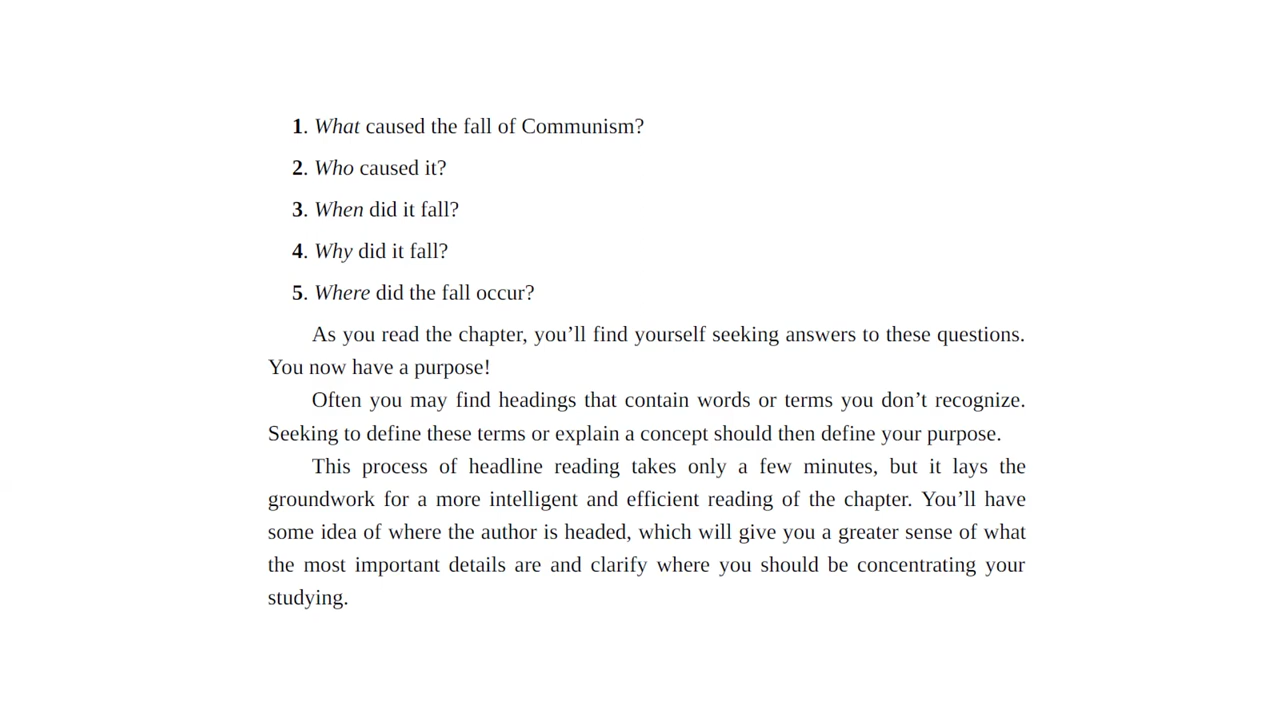 1. What caused the fall of Communism?
2. Who caused it?
3. When did it fall?
4. Why did it fall?
5. Where did the fall occur?
As you read the chapter, you’ll find yourself seeking answers to these questions.
You now have a purpose!
Often you may find headings that contain words or terms you don’t recognize.
Seeking to define these terms or explain a concept should then define your purpose.
This process of headline reading takes only a few minutes, but it lays the
groundwork for a more intelligent and efficient reading of the chapter. You’ll have
some idea of where the author is headed, which will give you a greater sense of what
the most important details are and clarify where you should be concentrating your
studying.